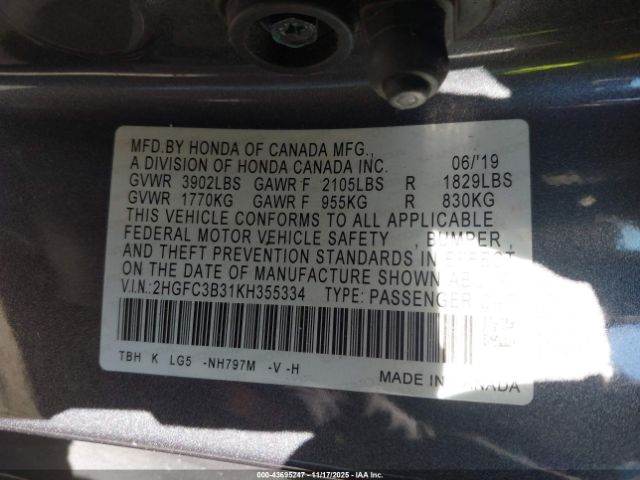 MFD.BY HONDA OF CANADA MFG.,
A DIVISION OF HONDA CANADA INC. 06/'19
GVWR 3902LBS GAWR F 2105LBS R 1829LBS
GVWR 1770KG GAWR F 955KG R 830KG
THIS VEHICLE CONFORMS TO ALL APPLICABLE
FEDERAL MOTOR VEHICLE SAFETY , BUMPER ,
AND THEFT PREVENTION STANDARDS IN EFFECT
ON THE DATE OF MANUFACTURE SHOWN
V.I.N.: 2HGFC3B31KH355334 TYPE: PASSENGER
TBH K LG5 -NH797M -V -H
MADE IN CANADA
000-43695247 - 11/17/2025 - IAA Inc.